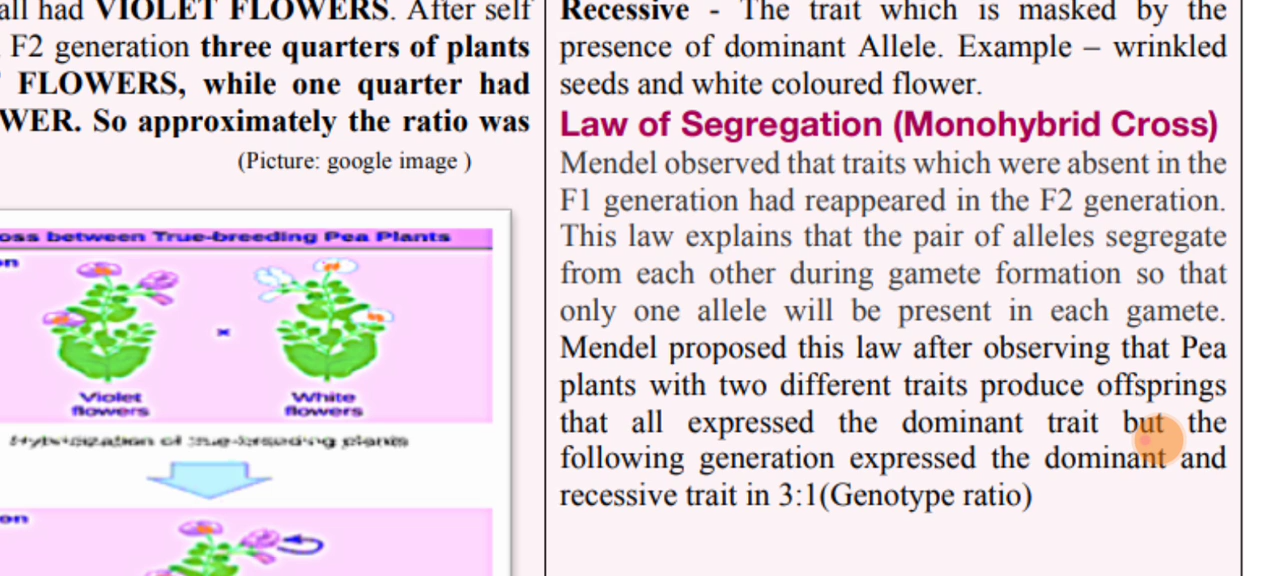 all had VIOLET FLOWERS. After self
F2 generation three quarters of plants
FLOWERS, while one quarter had
WER. So approximately the ratio was
(Picture: google image )
oss between True-breeding Pea Plants
on
Violet
flowers
White
flowers
Hybridization of true-breeding plants
on
Recessive - The trait which is masked by the
presence of dominant Allele. Example – wrinkled
seeds and white coloured flower.
Law of Segregation (Monohybrid Cross)
Mendel observed that traits which were absent in the
F1 generation had reappeared in the F2 generation.
This law explains that the pair of alleles segregate
from each other during gamete formation so that
only one allele will be present in each gamete.
Mendel proposed this law after observing that Pea
plants with two different traits produce offsprings
that all expressed the dominant trait but the
following generation expressed the dominant and
recessive trait in 3:1(Genotype ratio)